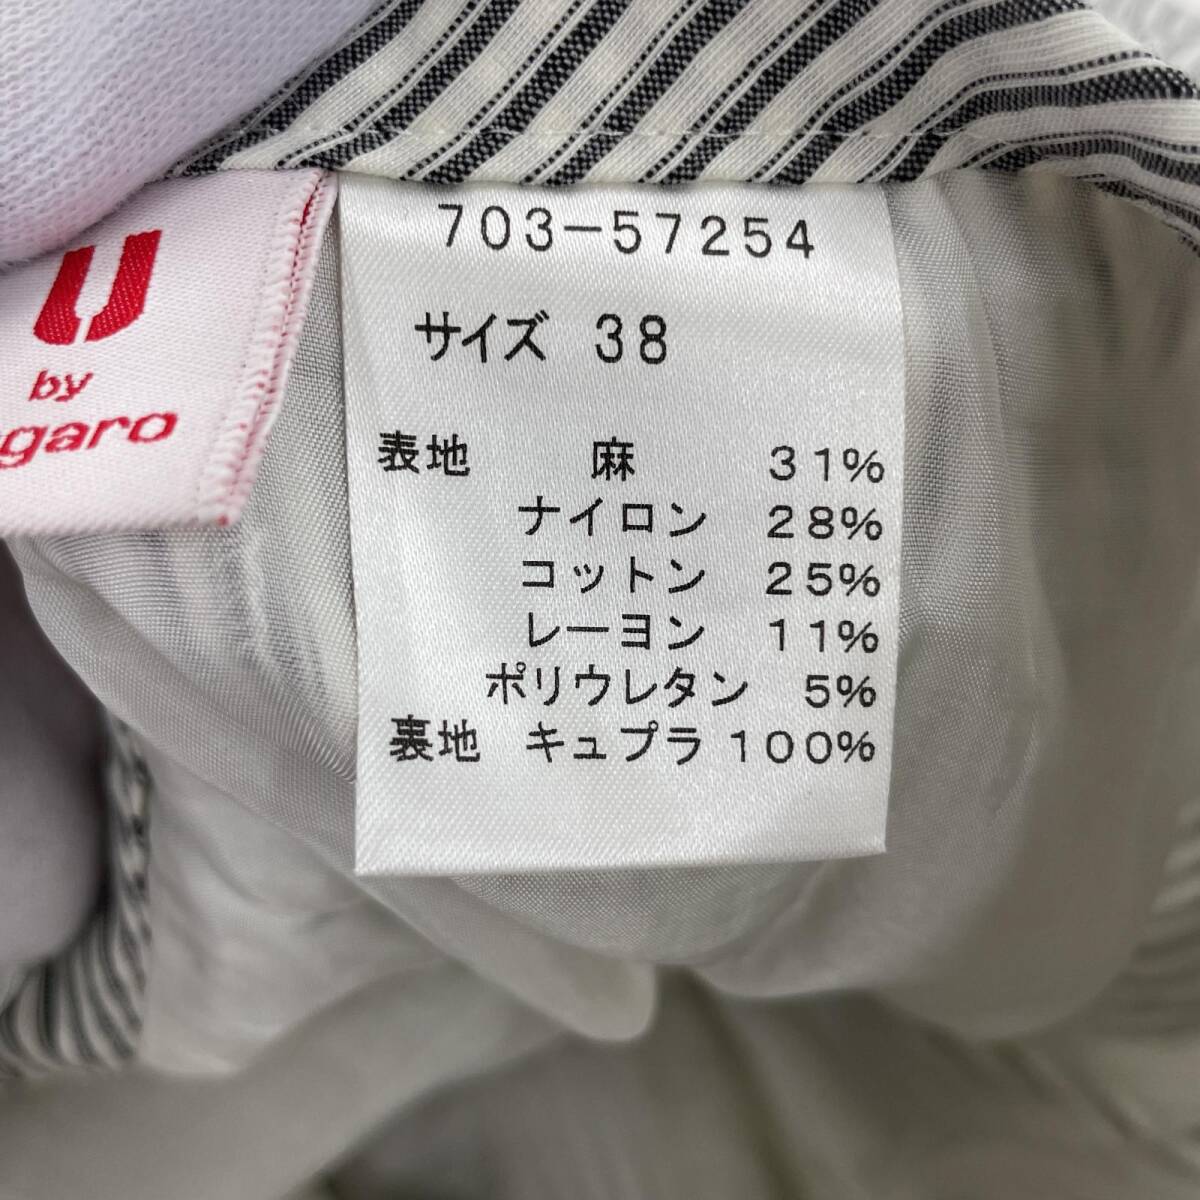 U
by
garo
703-57254
サイズ 38
表地 麻 31%
ナイロン 28%
コットン 25%
レーヨン 11%
ポリウレタン 5%
裏地 キュプラ 100%